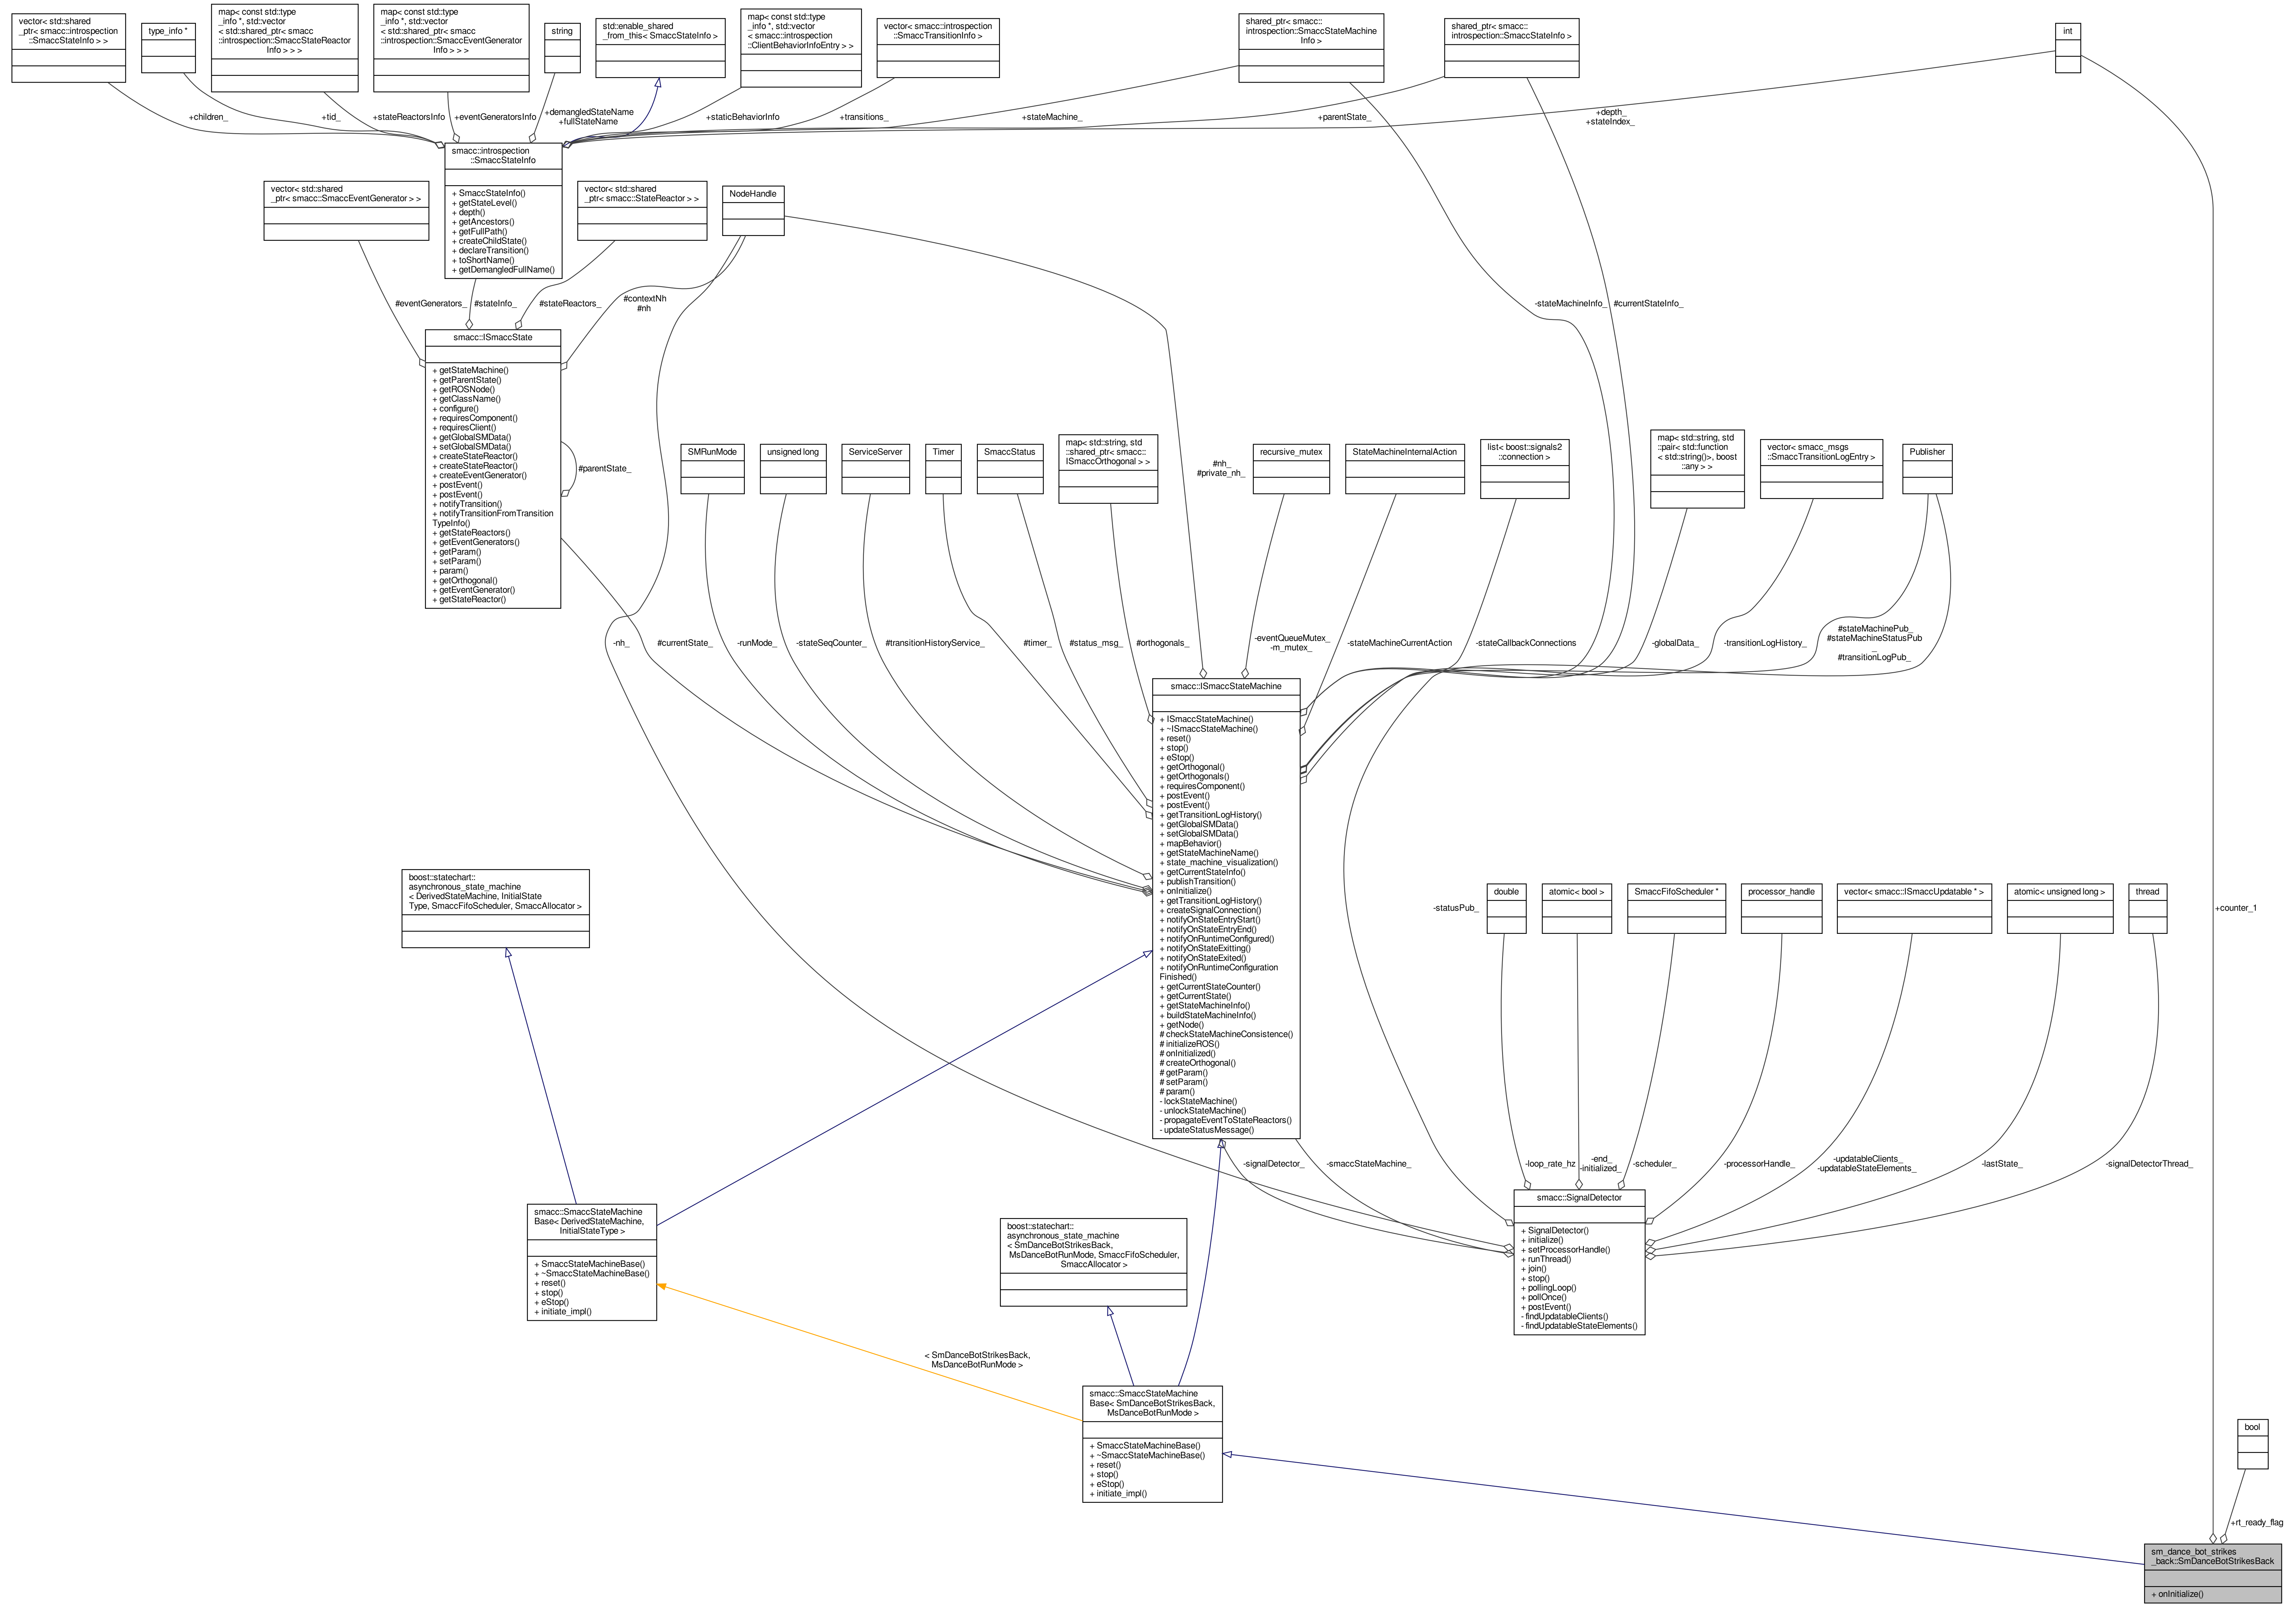 vector< std::shared
_ptr< smacc::introspection
::SmaccStateInfo > >
type_info *
map< const std::type
_info *, std::vector
< std::shared_ptr< smacc
::introspection::SmaccStateReactor
Info > > >
map< const std::type
_info *, std::vector
< std::shared_ptr< smacc
::introspection::SmaccEventGenerator
Info > > >
string
std::enable_shared
_from_this< SmaccStateInfo >
map< const std::type
_info *, std::vector
< smacc::introspection
::ClientBehaviorInfoEntry > >
vector< smacc::introspection
::SmaccTransitionInfo >
shared_ptr< smacc::
introspection::SmaccStateMachine
Info >
shared_ptr< smacc::
introspection::SmaccStateInfo >
int
+children_
+tid_
+stateReactorsInfo
+eventGeneratorsInfo
+demangledStateName
+fullStateName
+staticBehaviorInfo
+transitions_
+stateMachine_
+parentState_
+depth_
+stateIndex_
smacc::introspection
::SmaccStateInfo
+ SmaccStateInfo()
+ getStateLevel()
+ depth()
+ getAncestors()
+ getFullPath()
+ createChildState()
+ declareTransition()
+ toShortName()
+ getDemangledFullName()
vector< std::shared
_ptr< smacc::SmaccEventGenerator > >
vector< std::shared
_ptr< smacc::StateReactor > >
NodeHandle
#eventGenerators_
#stateInfo_
#stateReactors_
#contextNh
#nh
-stateMachineInfo_
#currentStateInfo_
smacc::ISmaccState
+ getStateMachine()
+ getParentState()
+ getROSNode()
+ getClassName()
+ configure()
+ requiresComponent()
+ requiresClient()
+ getGlobalSMData()
+ setGlobalSMData()
+ createStateReactor()
+ createStateReactor()
+ createEventGenerator()
+ postEvent()
+ postEvent()
+ notifyTransition()
+ notifyTransitionFromTransition
TypeInfo()
+ getStateReactors()
+ getEventGenerators()
+ getParam()
+ setParam()
+ param()
+ getOrthogonal()
+ getEventGenerator()
+ getStateReactor()
#parentState_
SMRunMode
unsigned long
ServiceServer
Timer
SmaccStatus
map< std::string, std
::shared_ptr< smacc::
ISmaccOrthogonal > >
#nh_
#private_nh_
recursive_mutex
StateMachineInternalAction
list< boost::signals2
::connection >
map< std::string, std
::pair< std::function
< std::string()>, boost
::any > >
vector< smacc_msgs
::SmaccTransitionLogEntry >
Publisher
-nh_
#currentState_
-runMode_
-stateSeqCounter_
#transitionHistoryService_
#timer_
#status_msg_
#orthogonals_
-eventQueueMutex_
-m_mutex_
-stateMachineCurrentAction
-stateCallbackConnections
-globalData_
-transitionLogHistory_
#stateMachinePub_
#stateMachineStatusPub
_
#transitionLogPub_
smacc::ISmaccStateMachine
+ ISmaccStateMachine()
+ ~ISmaccStateMachine()
+ reset()
+ stop()
+ eStop()
+ getOrthogonal()
+ getOrthogonals()
+ requiresComponent()
+ postEvent()
+ postEvent()
+ getTransitionLogHistory()
+ getGlobalSMData()
+ setGlobalSMData()
+ mapBehavior()
+ getStateMachineName()
+ state_machine_visualization()
+ getCurrentStateInfo()
+ publishTransition()
+ onInitialize()
+ getTransitionLogHistory()
+ createSignalConnection()
+ notifyOnStateEntryStart()
+ notifyOnStateEntryEnd()
+ notifyOnRuntimeConfigured()
+ notifyOnStateExitting()
+ notifyOnStateExited()
+ notifyOnRuntimeConfiguration
Finished()
+ getCurrentStateCounter()
+ getCurrentState()
+ getStateMachineInfo()
+ buildStateMachineInfo()
+ getNode()
# checkStateMachineConsistence()
# initializeROS()
# onInitialized()
# createOrthogonal()
# getParam()
# setParam()
# param()
- lockStateMachine()
- unlockStateMachine()
- propagateEventToStateReactors()
- updateStatusMessage()
boost::statechart::
asynchronous_state_machine
< DerivedStateMachine, InitialState
Type, SmaccFifoScheduler, SmaccAllocator >
-statusPub_
double
atomic< bool >
SmaccFifoScheduler *
processor_handle
vector< smacc::ISmaccUpdatable * >
atomic< unsigned long >
thread
+counter_1
-signalDetector_
-smaccStateMachine_
-loop_rate_hz
-end_
-initialized_
-scheduler_
-processorHandle_
-updatableClients_
-updatableStateElements_
-lastState_
-signalDetectorThread_
smacc::SignalDetector
+ SignalDetector()
+ initialize()
+ setProcessorHandle()
+ runThread()
+ join()
+ stop()
+ pollingLoop()
+ pollOnce()
+ postEvent()
- findUpdatableClients()
- findUpdatableStateElements()
smacc::SmaccStateMachine
Base< DerivedStateMachine,
InitialStateType >
+ SmaccStateMachineBase()
+ ~SmaccStateMachineBase()
+ reset()
+ stop()
+ eStop()
+ initiate_impl()
boost::statechart::
asynchronous_state_machine
< SmDanceBotStrikesBack,
MsDanceBotRunMode, SmaccFifoScheduler,
SmaccAllocator >
< SmDanceBotStrikesBack,
MsDanceBotRunMode >
smacc::SmaccStateMachine
Base< SmDanceBotStrikesBack,
MsDanceBotRunMode >
+ SmaccStateMachineBase()
+ ~SmaccStateMachineBase()
+ reset()
+ stop()
+ eStop()
+ initiate_impl()
bool
+rt_ready_flag
sm_dance_bot_strikes
_back::SmDanceBotStrikesBack
+ onInitialize()